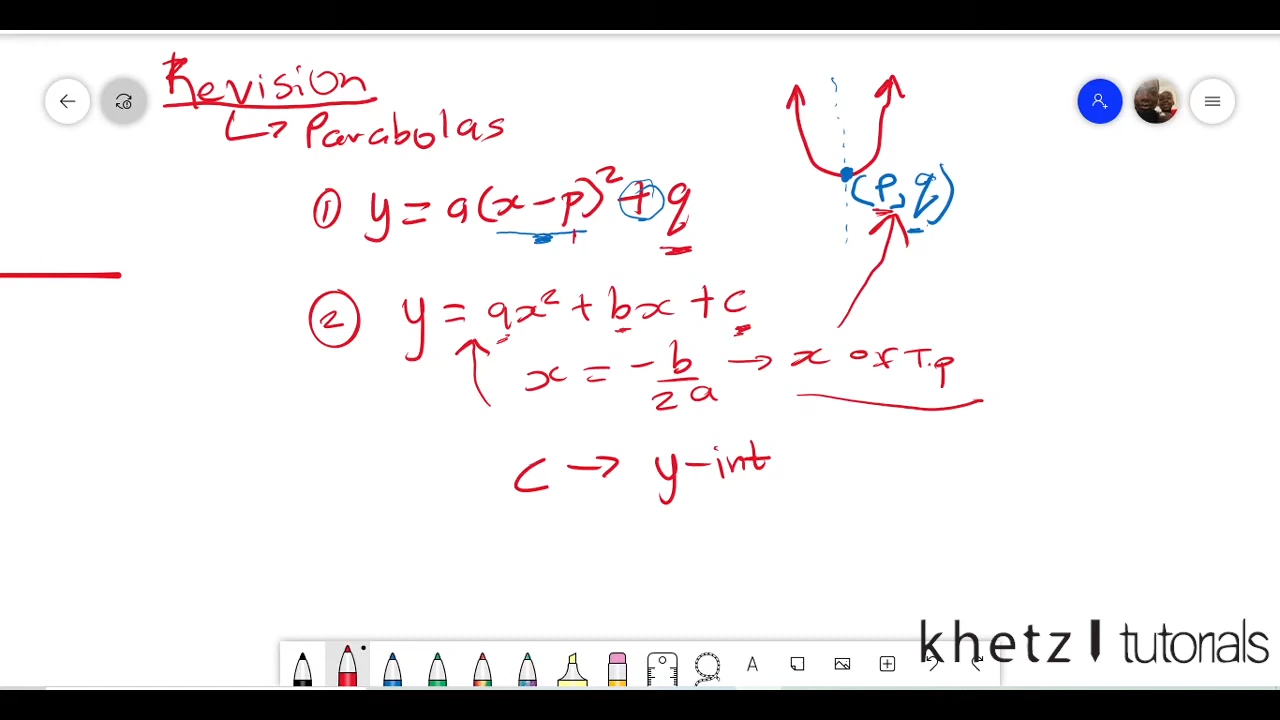 Revision
↳ Parabolas
① y = a(x-p)² + q
(p, q)
② y = ax² + bx + c
x = -b/2a → x of T.p
c → y-int
A
khetz tutorials